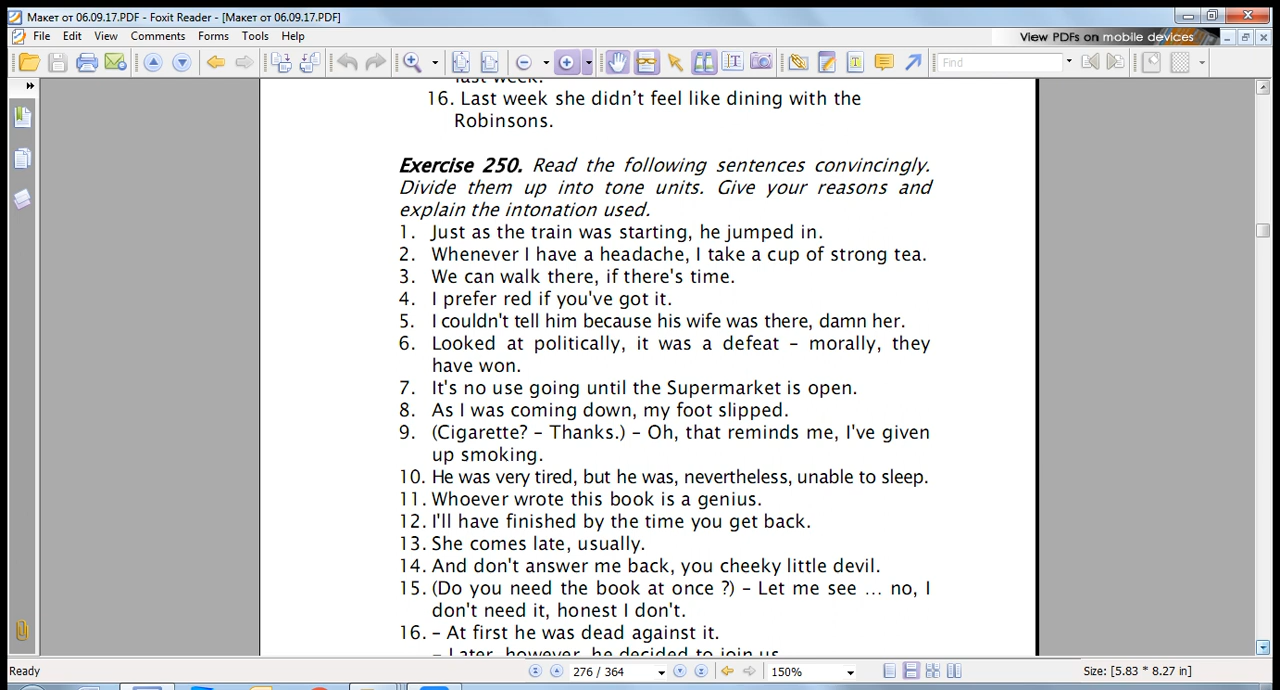 Макет от 06.09.17.PDF - Foxit Reader - [Макет от 06.09.17.PDF]
File Edit View Comments Forms Tools Help
View PDFs on mobile devices
Find
last week.
16. Last week she didn't feel like dining with the
Robinsons.
Exercise 250. Read the following sentences convincingly.
Divide them up into tone units. Give your reasons and
explain the intonation used.
1. Just as the train was starting, he jumped in.
2. Whenever I have a headache, I take a cup of strong tea.
3. We can walk there, if there's time.
4. I prefer red if you've got it.
5. I couldn't tell him because his wife was there, damn her.
6. Looked at politically, it was a defeat – morally, they
have won.
7. It's no use going until the Supermarket is open.
8. As I was coming down, my foot slipped.
9. (Cigarette? – Thanks.) – Oh, that reminds me, I've given
up smoking.
10. He was very tired, but he was, nevertheless, unable to sleep.
11. Whoever wrote this book is a genius.
12. I'll have finished by the time you get back.
13. She comes late, usually.
14. And don't answer me back, you cheeky little devil.
15. (Do you need the book at once ?) – Let me see ... no, I
don't need it, honest I don't.
16. – At first he was dead against it.
– Later, however, he decided to join us
Ready
276 / 364
150%
Size: [5.83 * 8.27 in]